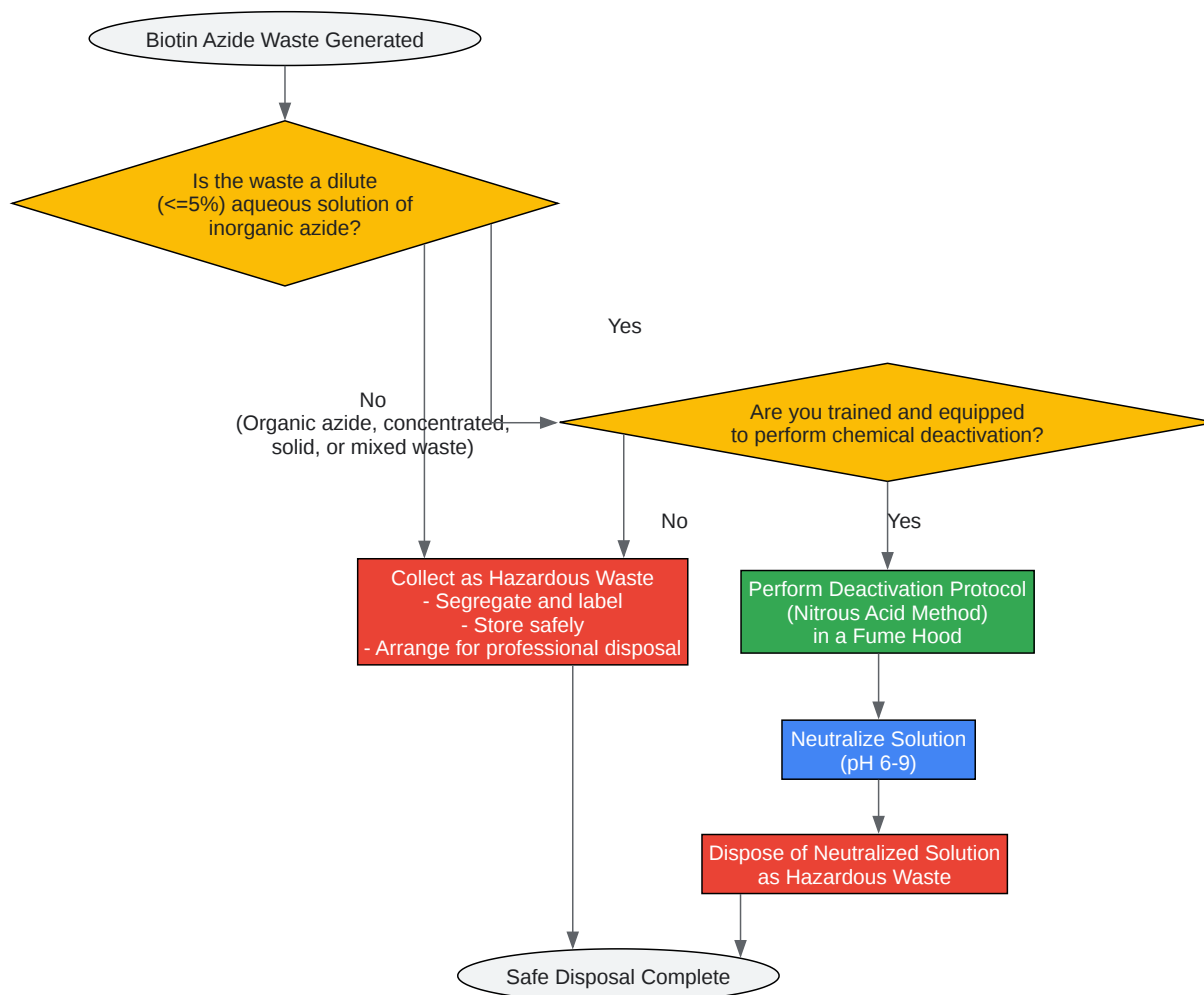 Biotin Azide Waste Generated
Is the waste a dilute
(<=5%) aqueous solution of
inorganic azide?
Yes
No
(Organic azide, concentrated,
solid, or mixed waste)
Are you trained and equipped
to perform chemical deactivation?
No
Yes
Collect as Hazardous Waste
- Segregate and label
- Store safely
- Arrange for professional disposal
Perform Deactivation Protocol
(Nitrous Acid Method)
in a Fume Hood
Neutralize Solution
(pH 6-9)
Dispose of Neutralized Solution
as Hazardous Waste
Safe Disposal Complete